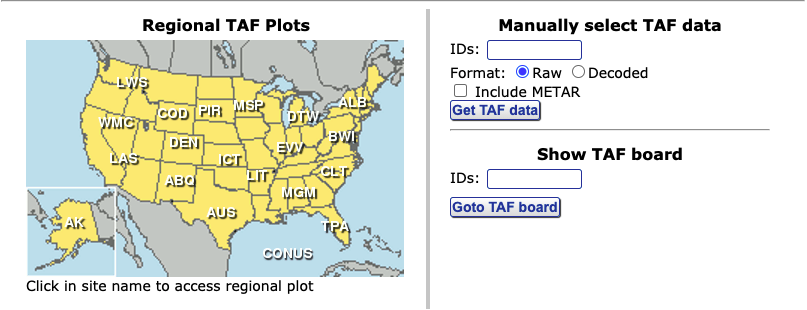 Regional TAF Plots
LWS
COD
PIR
MSP
DTW
ALB
WMC
DEN
EVV
BWI
LAS
ABQ
ICT
LIT
CLT
MGM
AUS
TPA
AK
CONUS
Click in site name to access regional plot
Manually select TAF data
IDs:
Format: Raw Decoded
Include METAR
Get TAF data
Show TAF board
IDs:
Goto TAF board